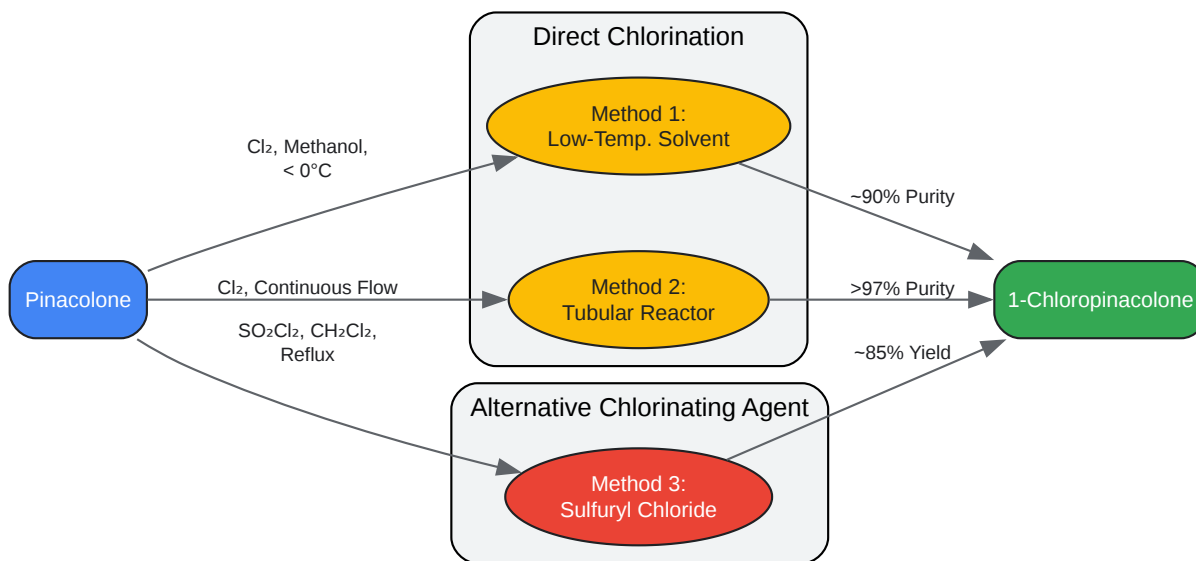 Direct Chlorination
Method 1:
Low-Temp. Solvent
Cl₂, Methanol,
< 0°C
~90% Purity
Pinacolone
Cl₂, Continuous Flow
Method 2:
Tubular Reactor
>97% Purity
1-Chloropinacolone
SO₂Cl₂, CH₂Cl₂,
Reflux
~85% Yield
Alternative Chlorinating Agent
Method 3:
Sulfuryl Chloride